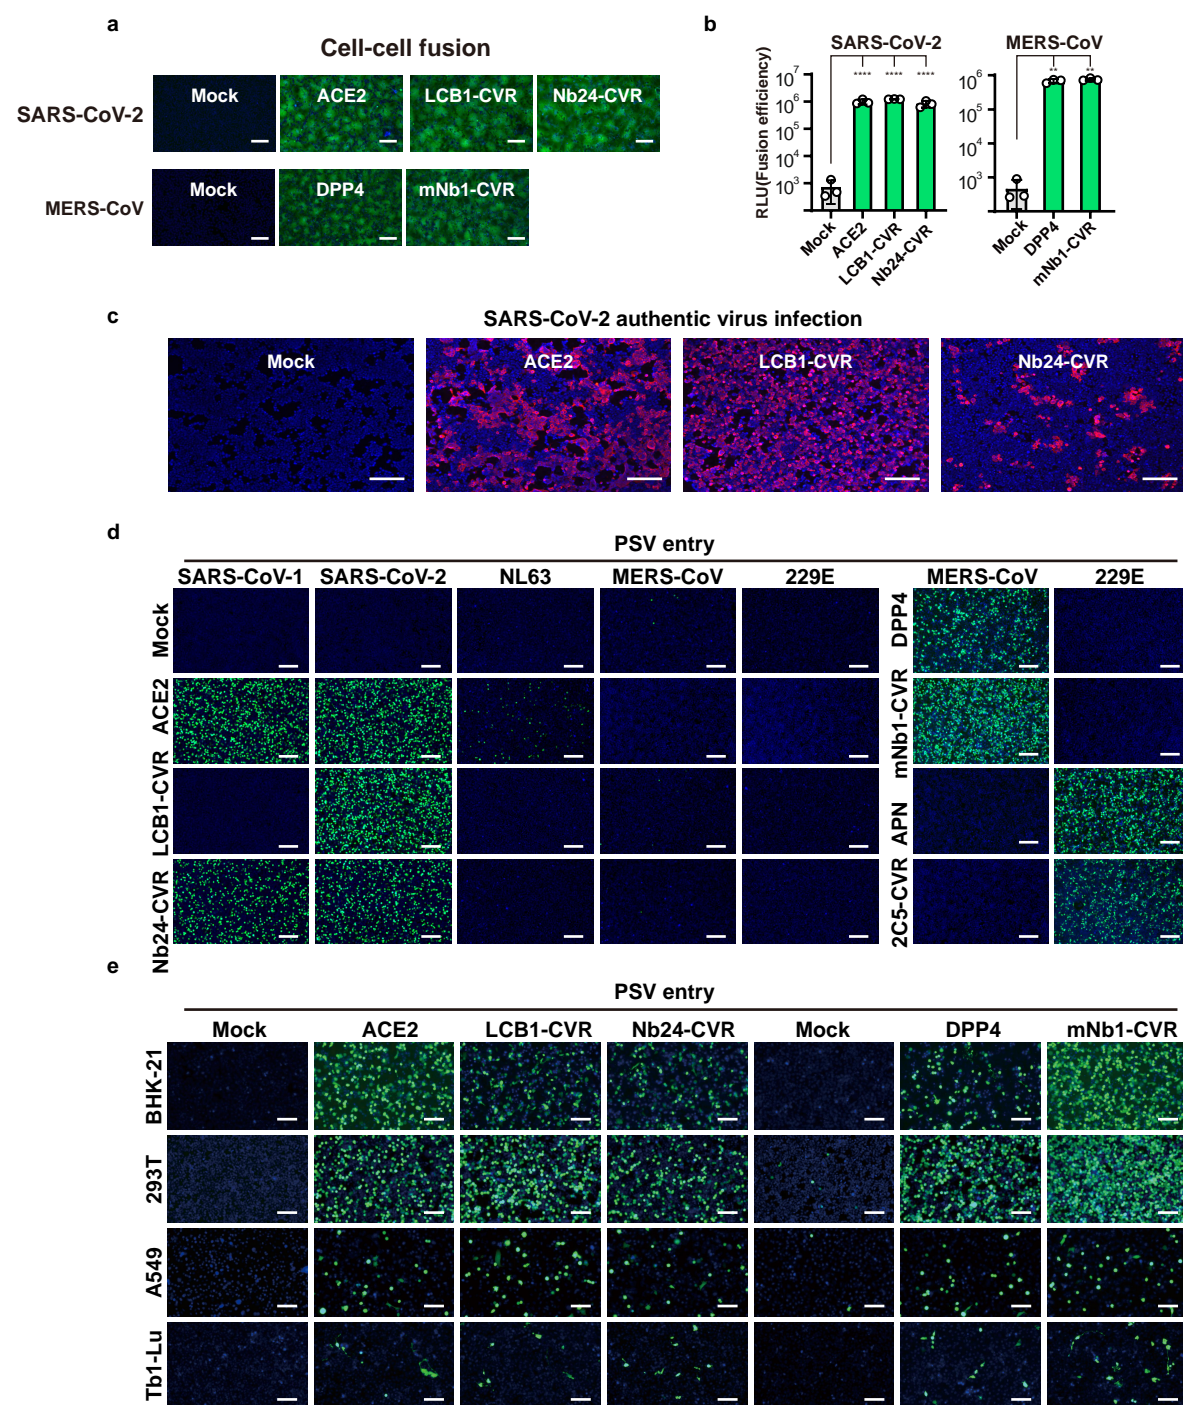 a
Cell-cell fusion
SARS-CoV-2
Mock
ACE2
LCB1-CVR
Nb24-CVR
MERS-CoV
Mock
DPP4
mNb1-CVR
b
RLU(Fusion efficiency)
SARS-CoV-2
**** **** ****
10^7
10^6
10^5
10^4
10^3
Mock
ACE2
LCB1-CVR
Nb24-CVR
MERS-CoV
** **
10^6
10^5
10^4
10^3
Mock
DPP4
mNb1-CVR
c
SARS-CoV-2 authentic virus infection
Mock
ACE2
LCB1-CVR
Nb24-CVR
d
PSV entry
SARS-CoV-1 SARS-CoV-2 NL63 MERS-CoV 229E MERS-CoV 229E
Mock
ACE2
LCB1-CVR
Nb24-CVR
DPP4
mNb1-CVR
APN
2C5-CVR
e
PSV entry
Mock ACE2 LCB1-CVR Nb24-CVR Mock DPP4 mNb1-CVR
BHK-21
293T
A549
Tb1-Lu